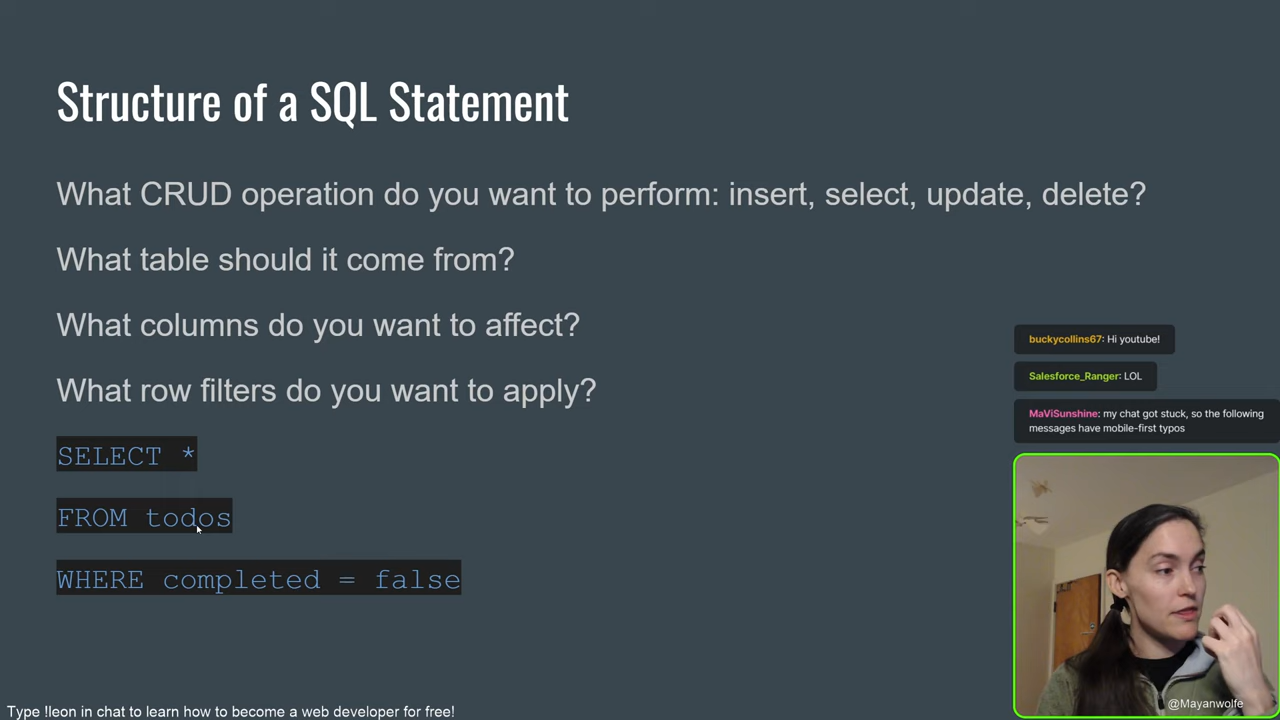 Structure of a SQL Statement
What CRUD operation do you want to perform: insert, select, update, delete?
What table should it come from?
What columns do you want to affect?
What row filters do you want to apply?
SELECT *
FROM todos
WHERE completed = false
buckycollins67: Hi youtube!
Salesforce_Ranger: LOL
MaViSunshine: my chat got stuck, so the following
messages have mobile-first typos
@Mayanwolfe
Type !leon in chat to learn how to become a web developer for free!